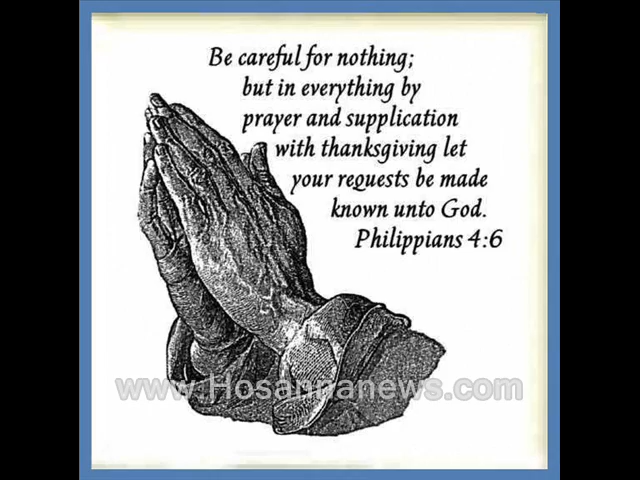 Be careful for nothing;
but in everything by
prayer and supplication
with thanksgiving let
your requests be made
known unto God.
Philippians 4:6
www.Hosannanews.com